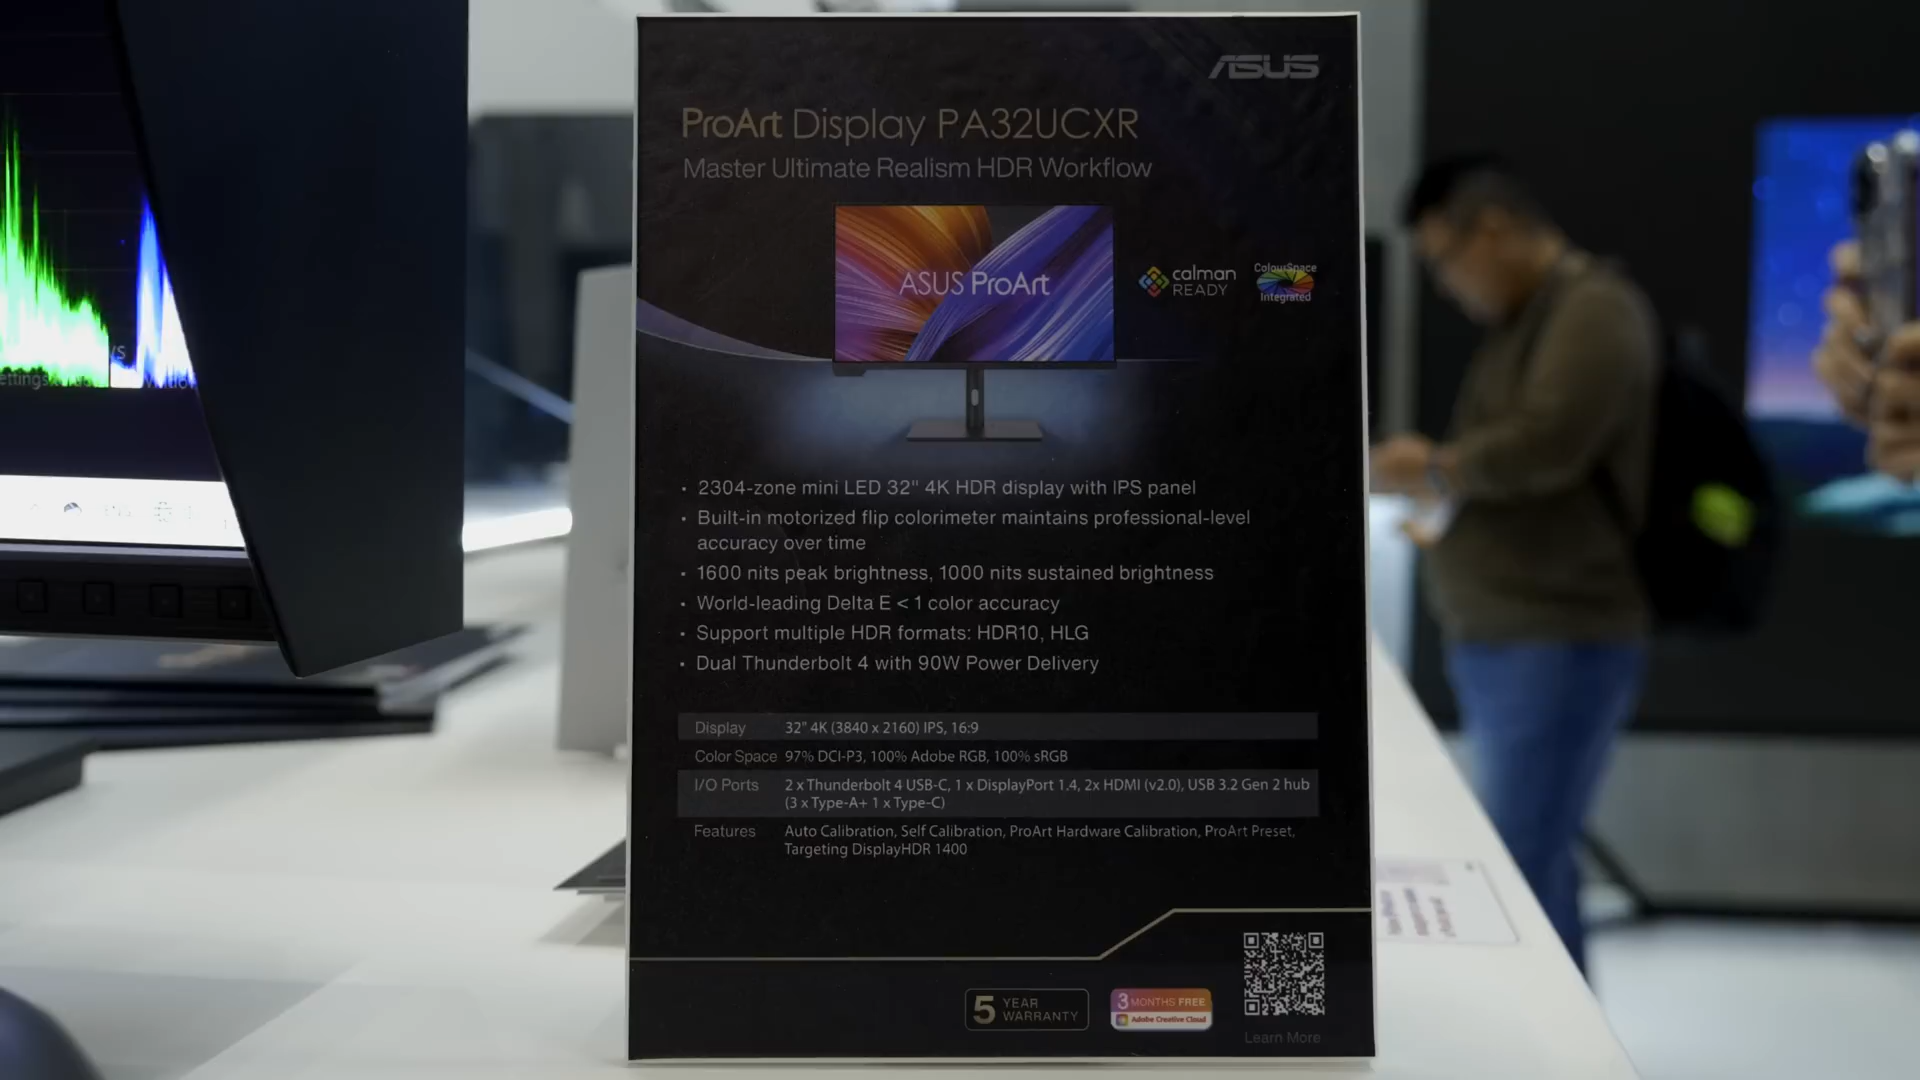 ASUS
ProArt Display PA32UCXR
Master Ultimate Realism HDR Workflow
ASUS ProArt
calman
READY
ColourSpace
Integrated
· 2304-zone mini LED 32" 4K HDR display with IPS panel
· Built-in motorized flip colorimeter maintains professional-level
accuracy over time
· 1600 nits peak brightness, 1000 nits sustained brightness
· World-leading Delta E < 1 color accuracy
· Support multiple HDR formats: HDR10, HLG
· Dual Thunderbolt 4 with 90W Power Delivery
Display 32" 4K (3840 x 2160) IPS, 16:9
Color Space 97% DCI-P3, 100% Adobe RGB, 100% sRGB
I/O Ports 2 x Thunderbolt 4 USB-C, 1 x DisplayPort 1.4, 2x HDMI (v2.0), USB 3.2 Gen 2 hub
(3 x Type-A+ 1 x Type-C)
Features Auto Calibration, Self Calibration, ProArt Hardware Calibration, ProArt Preset,
Targeting DisplayHDR 1400
5 YEAR
WARRANTY
3 MONTHS FREE
Adobe Creative Cloud
Learn More